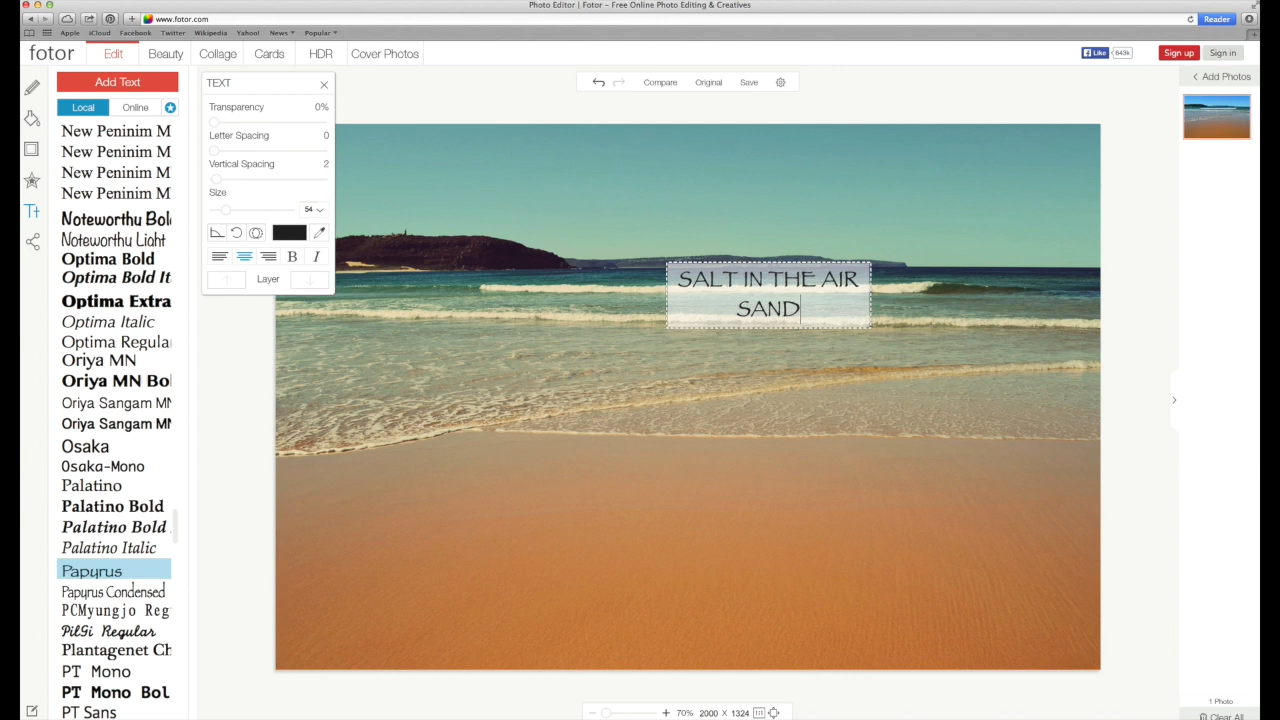 Photo Editor | Fotor – Free Online Photo Editing & Creatives
www.fotor.com
Reader
Apple iCloud Facebook Twitter Wikipedia Yahoo! News Popular
fotor Edit Beauty Collage Cards HDR Cover Photos
Like 643k Sign up Sign in
Add Text
Local Online
New Peninim M
New Peninim M
New Peninim M
New Peninim M
Noteworthy Bol
Noteworthy Light
Optima Bold
Optima Bold It
Optima Extra
Optima Italic
Optima Regula
Oriya MN
Oriya MN Bo
Oriya Sangam MN
Oriya Sangam MN
Osaka
Osaka-Mono
Palatino
Palatino Bold
Palatino Bold
Palatino Italic
Papyrus
Papyrus Condensed
PCMyungjo Reg
PilGi Regular
Plantagenet Ch
PT Mono
PT Mono Bol
PT Sans
TEXT
Transparency 0%
Letter Spacing 0
Vertical Spacing 2
Size
54
B I
Layer
Compare Original Save
SALT IN THE AIR
SAND
70% 2000 X 1324
Add Photos
1 Photo
Clear All